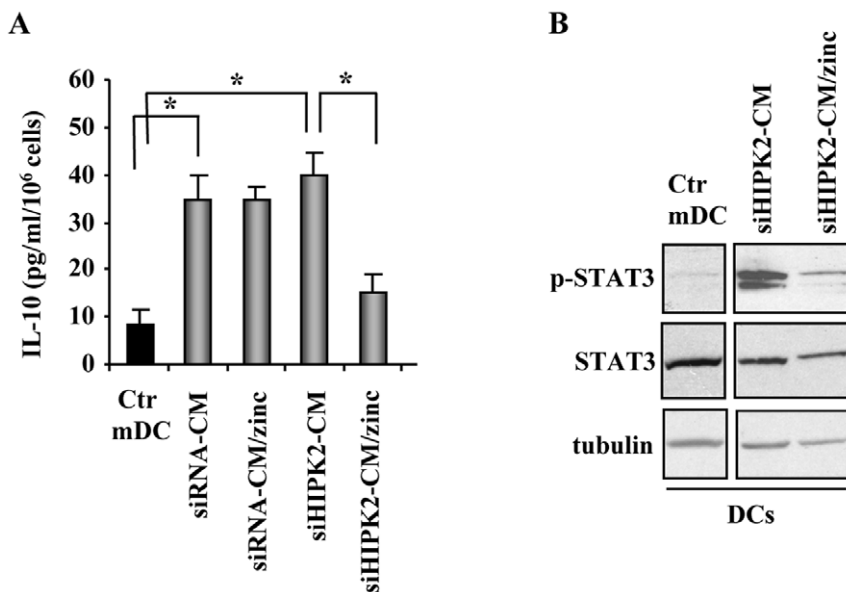 A
*
*
*
60
50
40
30
20
10
0
IL-10 (pg/ml/10⁶ cells)
Ctr
mDC
siRNA-CM
siRNA-CM/zinc
siHIPK2-CM
siHIPK2-CM/zinc
B
Ctr
mDC
siHIPK2-CM
siHIPK2-CM/zinc
p-STAT3
STAT3
tubulin
DCs